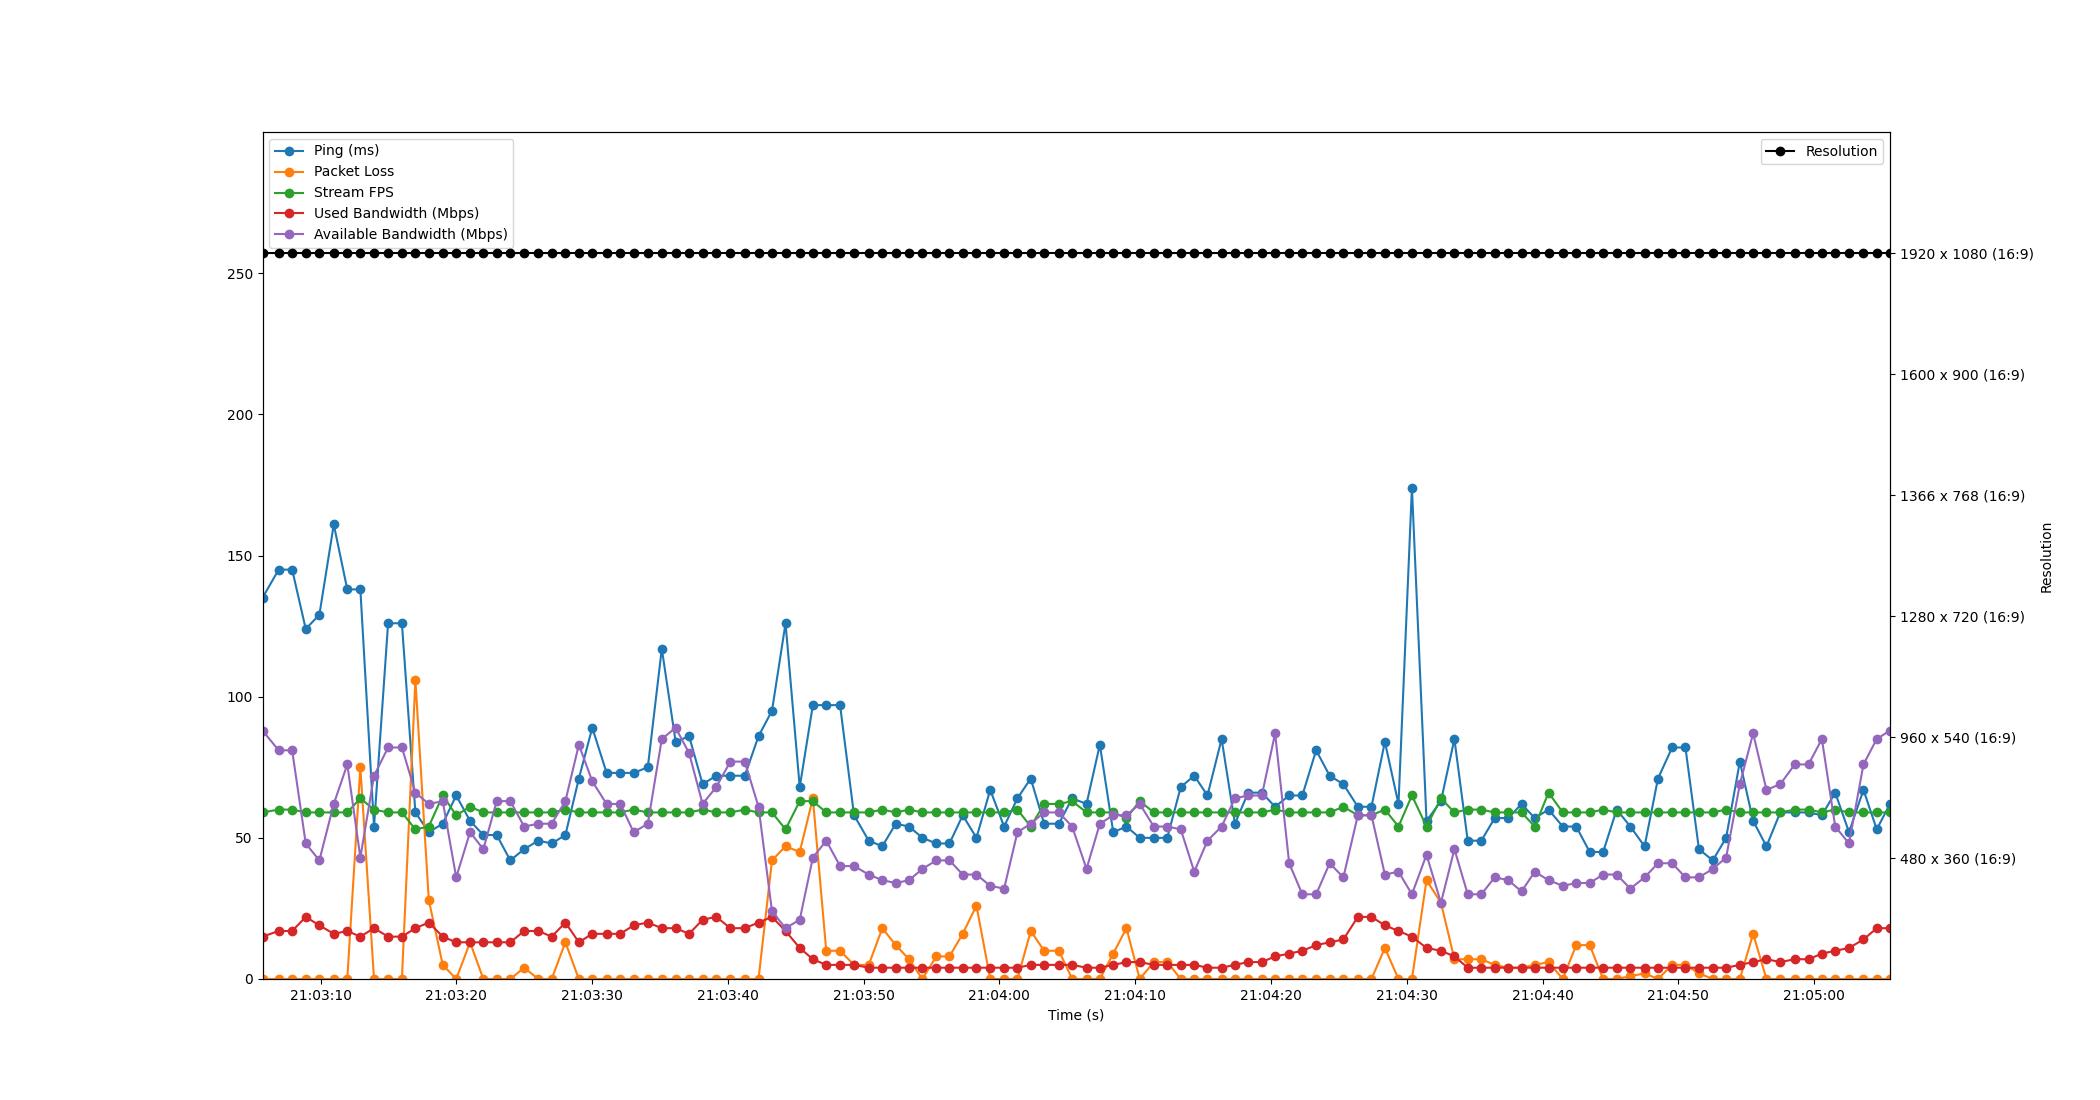 Ping (ms)
Packet Loss
Stream FPS
Used Bandwidth (Mbps)
Available Bandwidth (Mbps)
Resolution
250
200
150
100
50
0
1920 x 1080 (16:9)
1600 x 900 (16:9)
1366 x 768 (16:9)
1280 x 720 (16:9)
960 x 540 (16:9)
480 x 360 (16:9)
Resolution
21:03:10
21:03:20
21:03:30
21:03:40
21:03:50
21:04:00
21:04:10
21:04:20
21:04:30
21:04:40
21:04:50
21:05:00
Time (s)